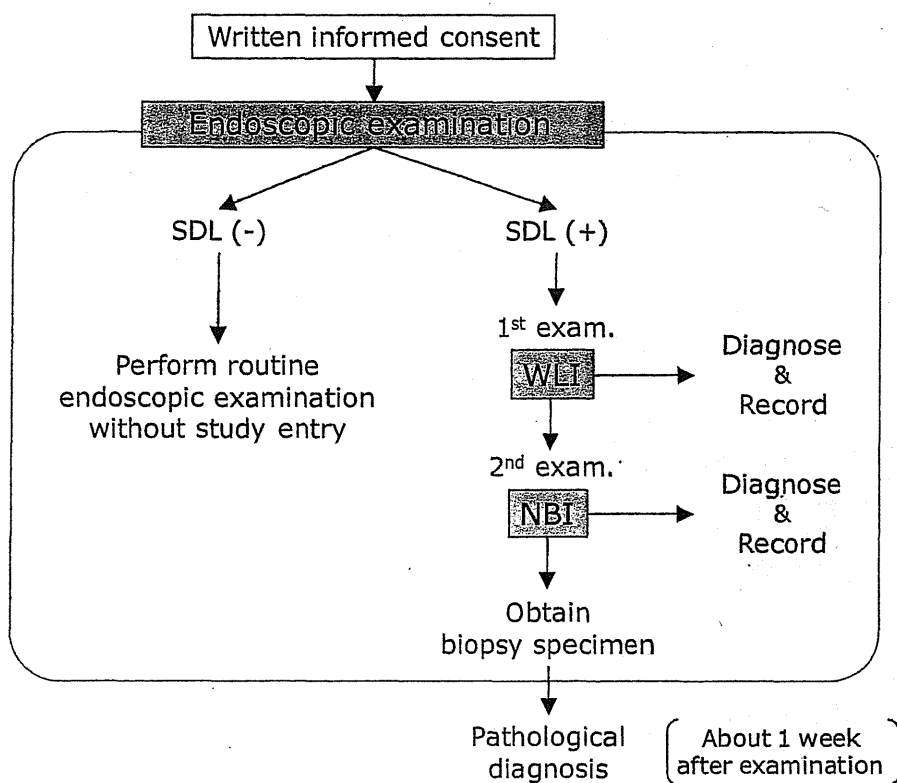 Written informed consent
Endoscopic examination
SDL (-)
SDL (+)
Perform routine
endoscopic examination
without study entry
1st exam.
WLI
Diagnose
&
Record
2nd exam.
NBI
Diagnose
&
Record
Obtain
biopsy specimen
Pathological
diagnosis
About 1 week
after examination